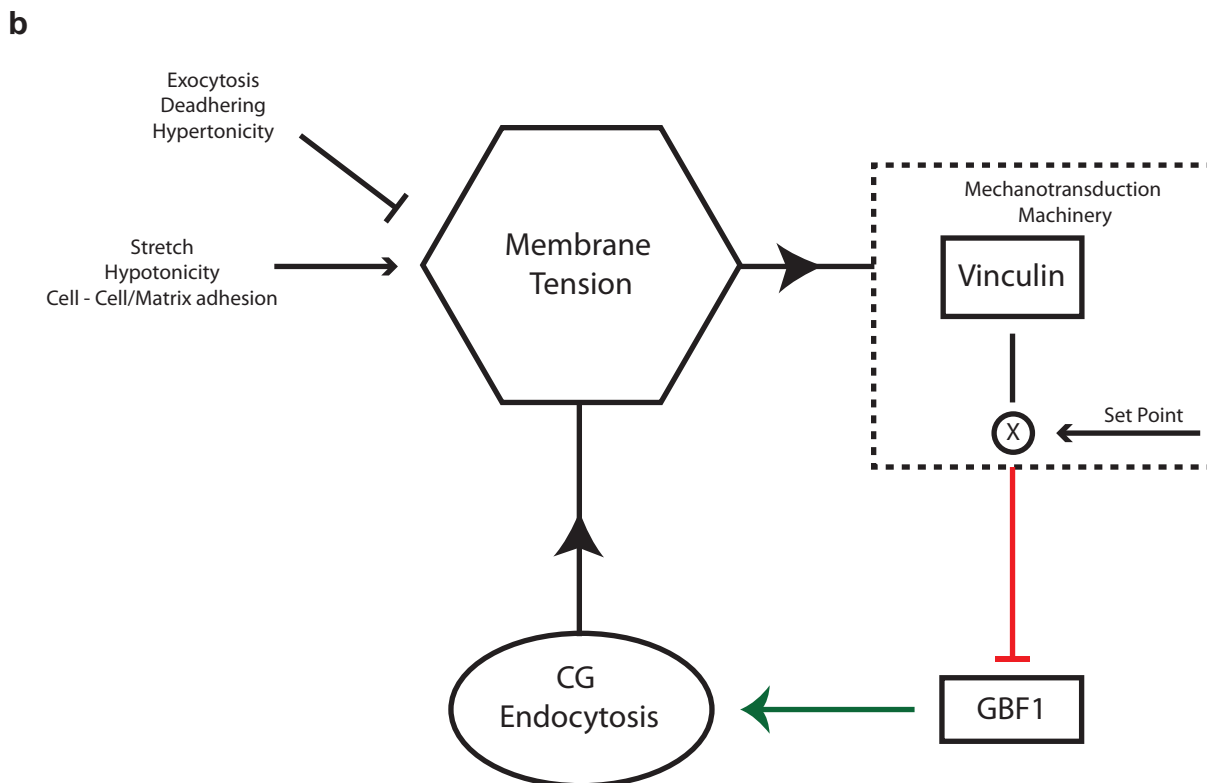 b
Exocytosis
Deadhering
Hypertonicity
Stretch
Hypotonicity
Cell - Cell/Matrix adhesion
Membrane
Tension
Mechanotransduction
Machinery
Vinculin
X
Set Point
CG
Endocytosis
GBF1